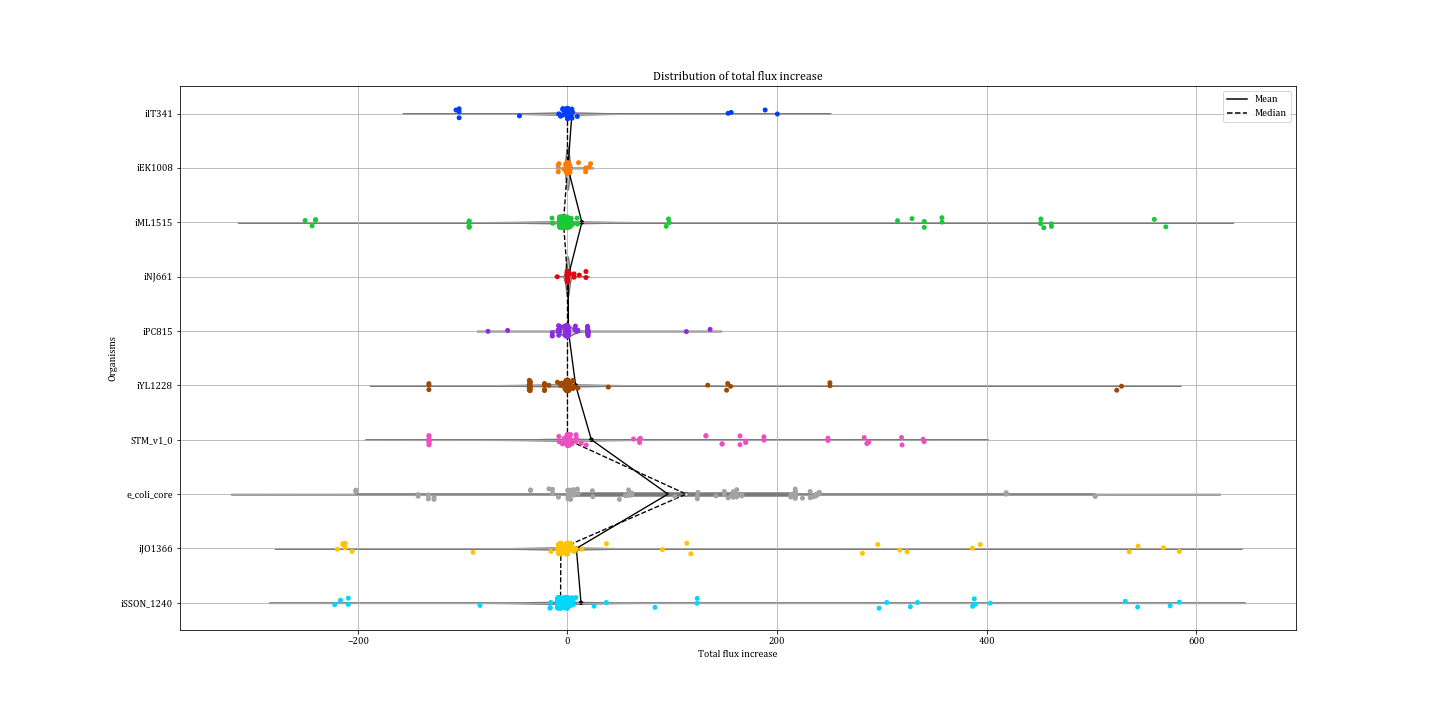 Distribution of total flux increase
Mean
Median
iIT341
iEK1008
iML1515
iNJ661
iPC815
iYL1228
STM_v1_0
e_coli_core
iJO1366
iSSON_1240
Organisms
−200
0
200
400
600
Total flux increase